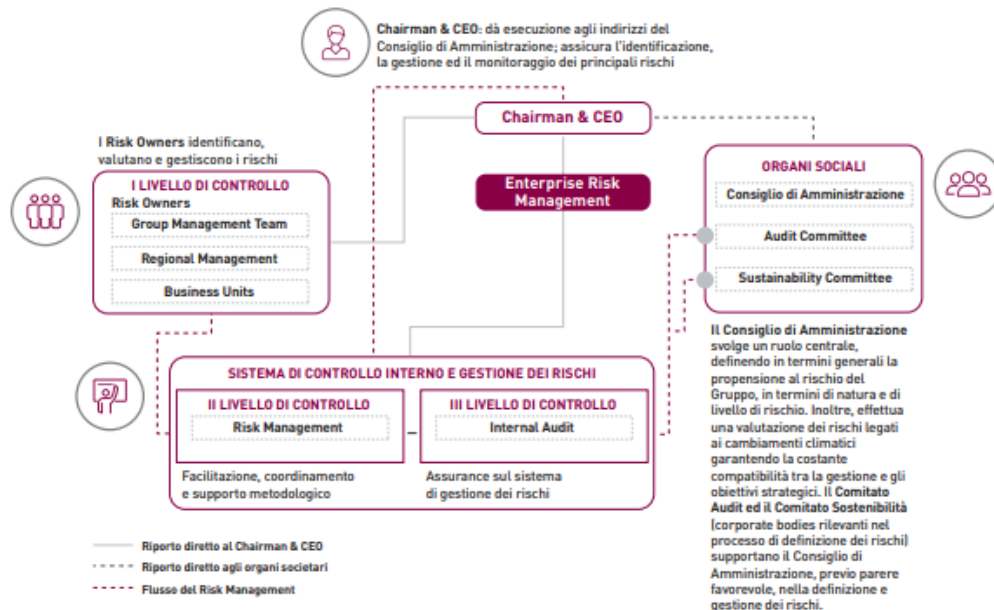 Chairman & CEO: dà esecuzione agli indirizzi del
Consiglio di Amministrazione; assicura l'identificazione,
la gestione ed il monitoraggio dei principali rischi
Chairman & CEO
I Risk Owners identificano,
valutano e gestiscono i rischi
I LIVELLO DI CONTROLLO
Risk Owners
Group Management Team
Regional Management
Business Units
Enterprise Risk
Management
ORGANI SOCIALI
Consiglio di Amministrazione
Audit Committee
Sustainability Committee
SISTEMA DI CONTROLLO INTERNO E GESTIONE DEI RISCHI
II LIVELLO DI CONTROLLO
Risk Management
Facilitazione, coordinamento
e supporto metodologico
III LIVELLO DI CONTROLLO
Internal Audit
Assurance sul sistema
di gestione dei rischi
Il Consiglio di Amministrazione
svolge un ruolo centrale,
definendo in termini generali la
propensione al rischio del
Gruppo, in termini di natura e di
livello di rischio. Inoltre, effettua
una valutazione dei rischi legati
ai cambiamenti climatici
garantendo la costante
compatibilità tra la gestione e gli
obiettivi strategici. Il Comitato
Audit ed il Comitato Sostenibilità
(corporate bodies rilevanti nel
processo di definizione dei rischi)
supportano il Consiglio di
Amministrazione, previo parere
favorevole, nella definizione e
gestione dei rischi.
Riporto diretto al Chairman & CEO
Riporto diretto agli organi societari
Flusso del Risk Management